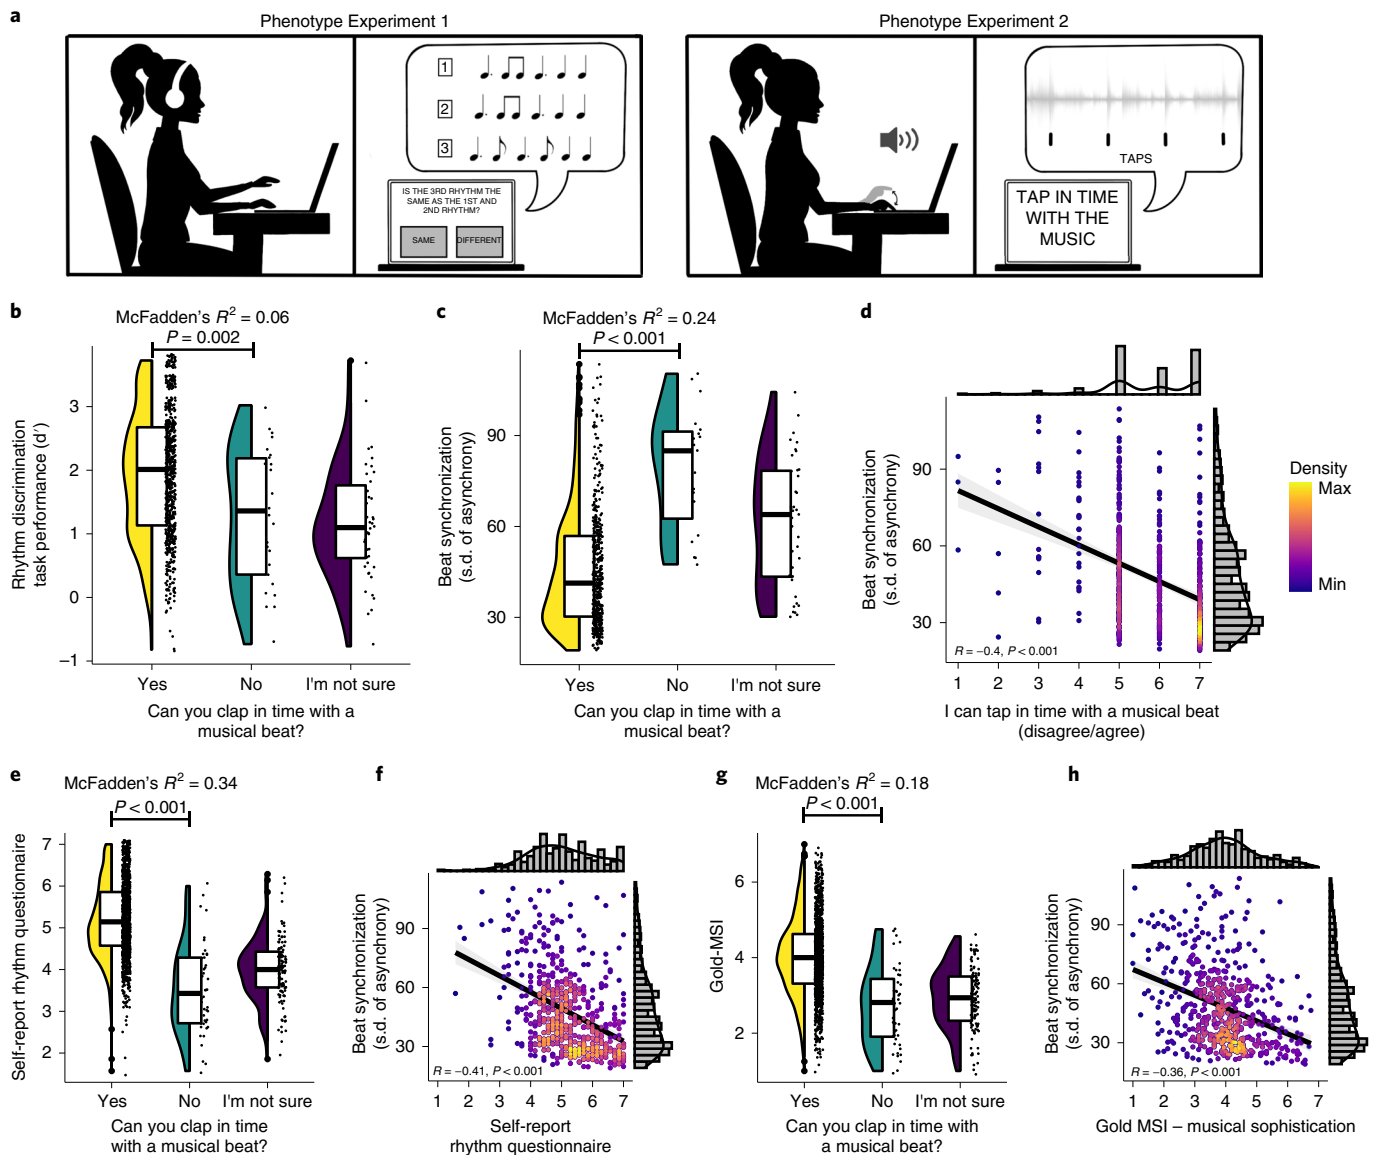 a
Phenotype Experiment 1
Phenotype Experiment 2
1
2
3
IS THE 3RD RHYTHM THE
SAME AS THE 1ST AND
2ND RHYTHM?
SAME
DIFFERENT
TAPS
TAP IN TIME
WITH THE
MUSIC
b
McFadden's R² = 0.06
P = 0.002
Rhythm discrimination
task performance (d′)
3
2
1
0
–1
Yes
No
I'm not sure
Can you clap in time with a
musical beat?
c
McFadden's R² = 0.24
P < 0.001
Beat synchronization
(s.d. of asynchrony)
90
60
30
Yes
No
I'm not sure
Can you clap in time with a
musical beat?
d
Beat synchronization
(s.d. of asynchrony)
90
60
30
R = −0.4, P < 0.001
1 2 3 4 5 6 7
I can tap in time with a musical beat
(disagree/agree)
Density
Max
Min
e
McFadden's R² = 0.34
P < 0.001
Self-report rhythm questionnaire
7
6
5
4
3
2
Yes
No
I'm not sure
Can you clap in time
with a musical beat?
f
Beat synchronization
(s.d. of asynchrony)
90
60
30
R = −0.41, P < 0.001
1 2 3 4 5 6 7
Self-report
rhythm questionnaire
g
McFadden's R² = 0.18
P < 0.001
Gold-MSI
6
4
2
Yes
No
I'm not sure
Can you clap in time with
a musical beat?
h
Beat synchronization
(s.d. of asynchrony)
90
60
30
R = −0.36, P < 0.001
1 2 3 4 5 6 7
Gold MSI – musical sophistication